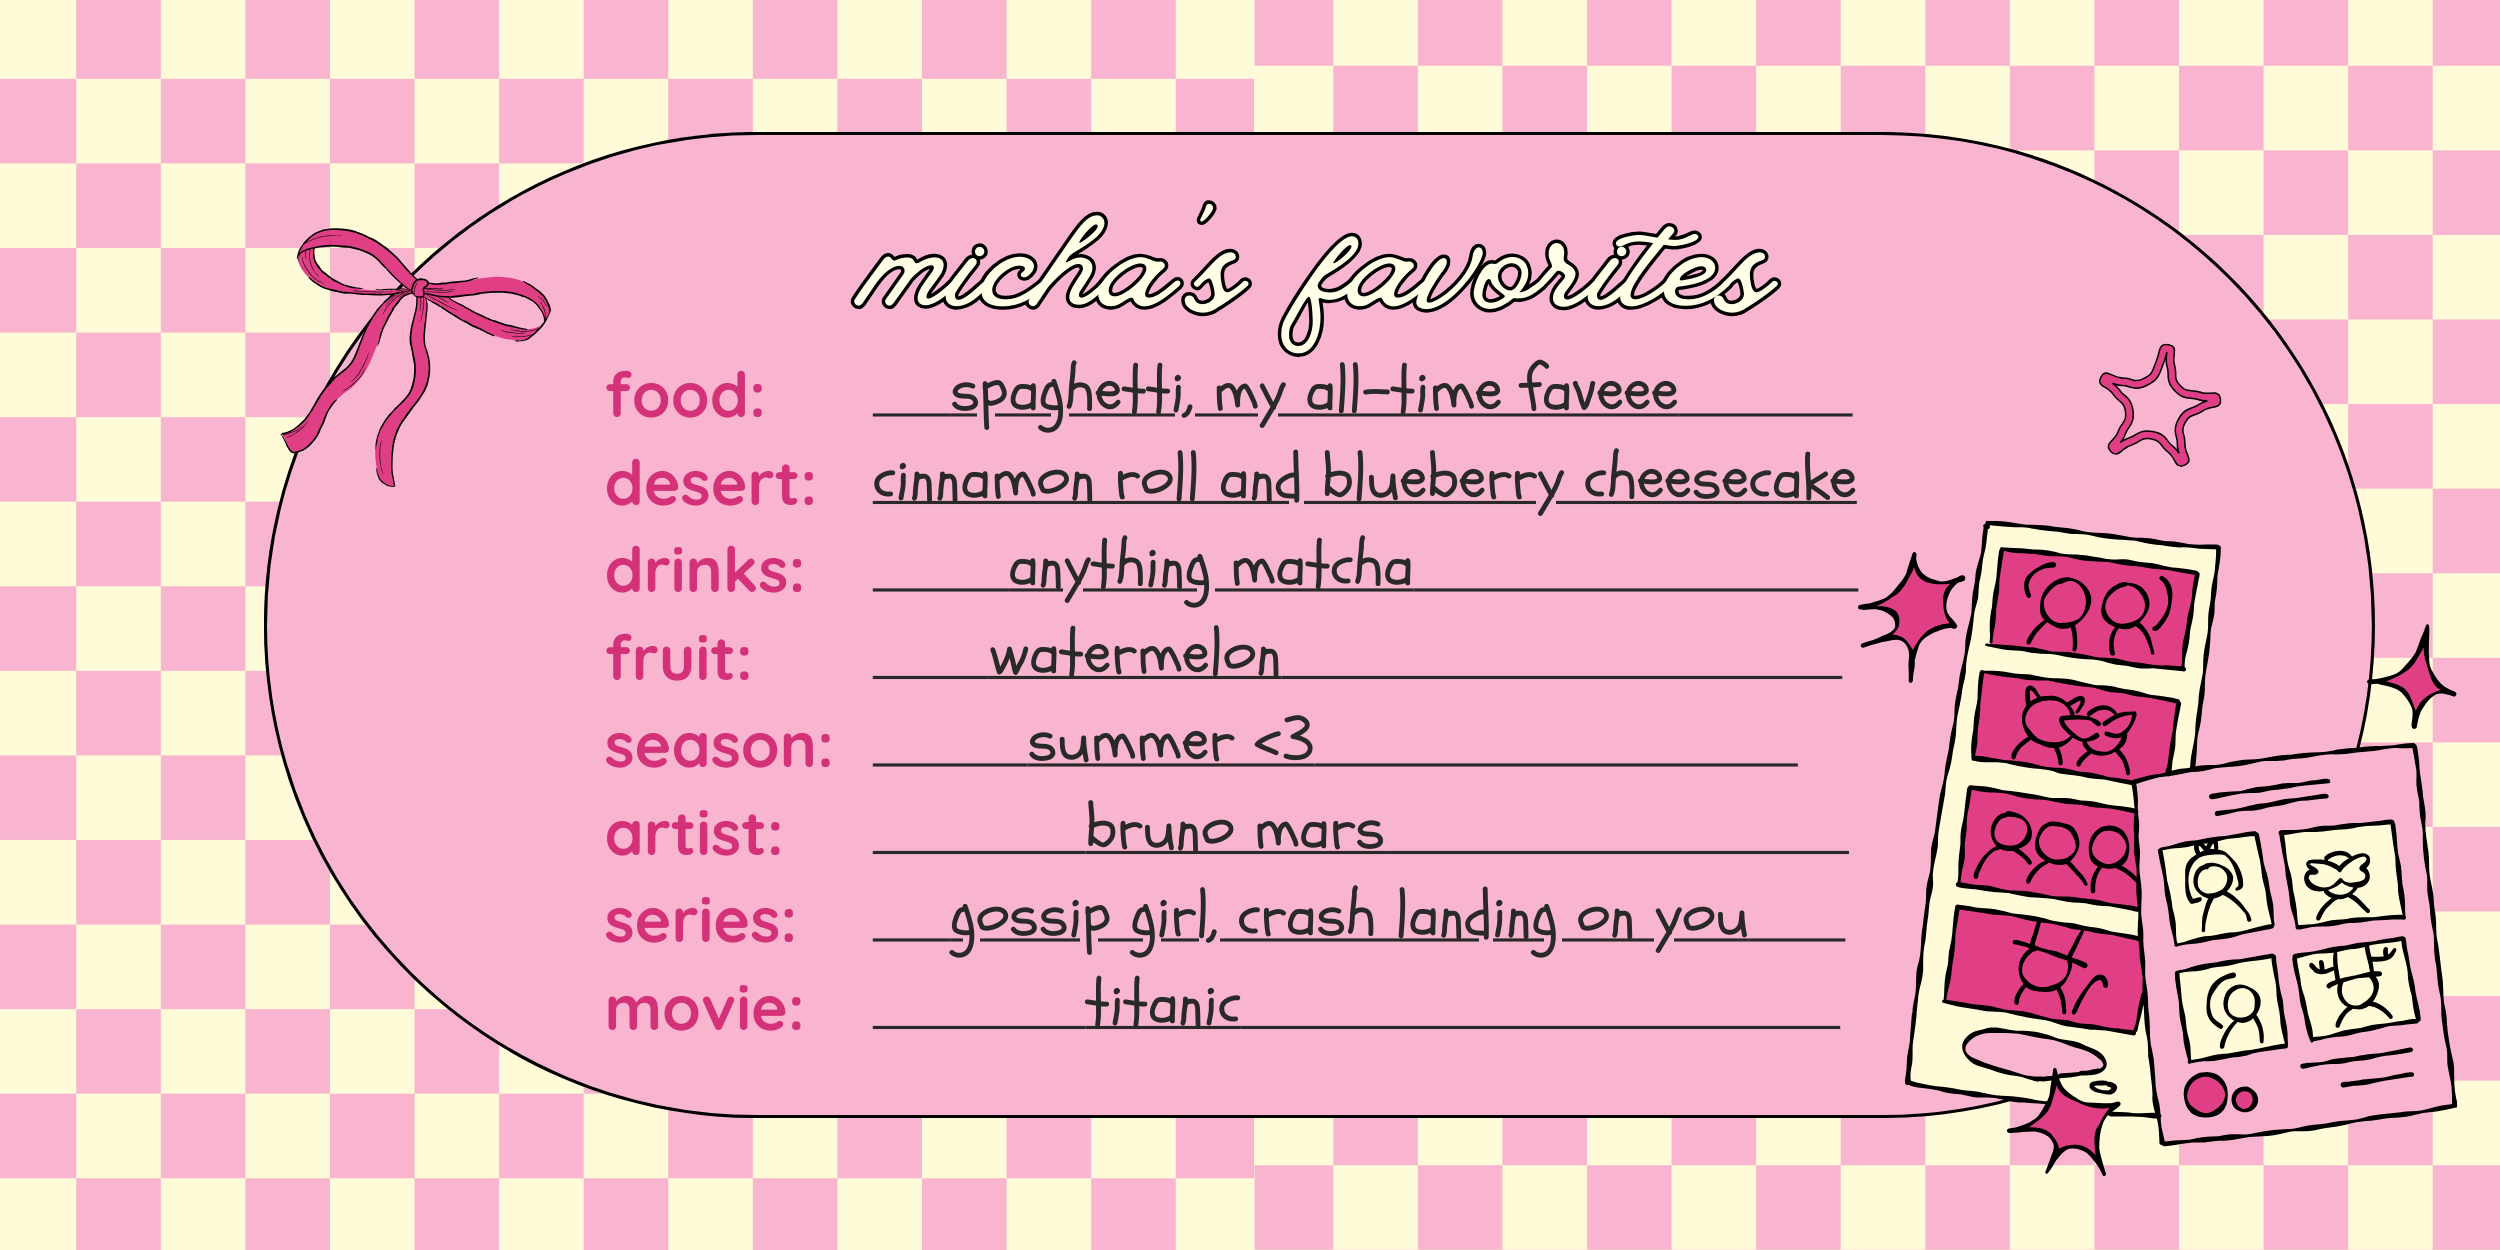 micha's favorites
food: spaghetti, my all-time faveee
dessert: cinnamon roll and blueberry cheesecake
drinks: anything matcha
fruit: watermelon
season: summer <3
artist: bruno mars
series: gossip girl, crash landing on you
movie: titanic